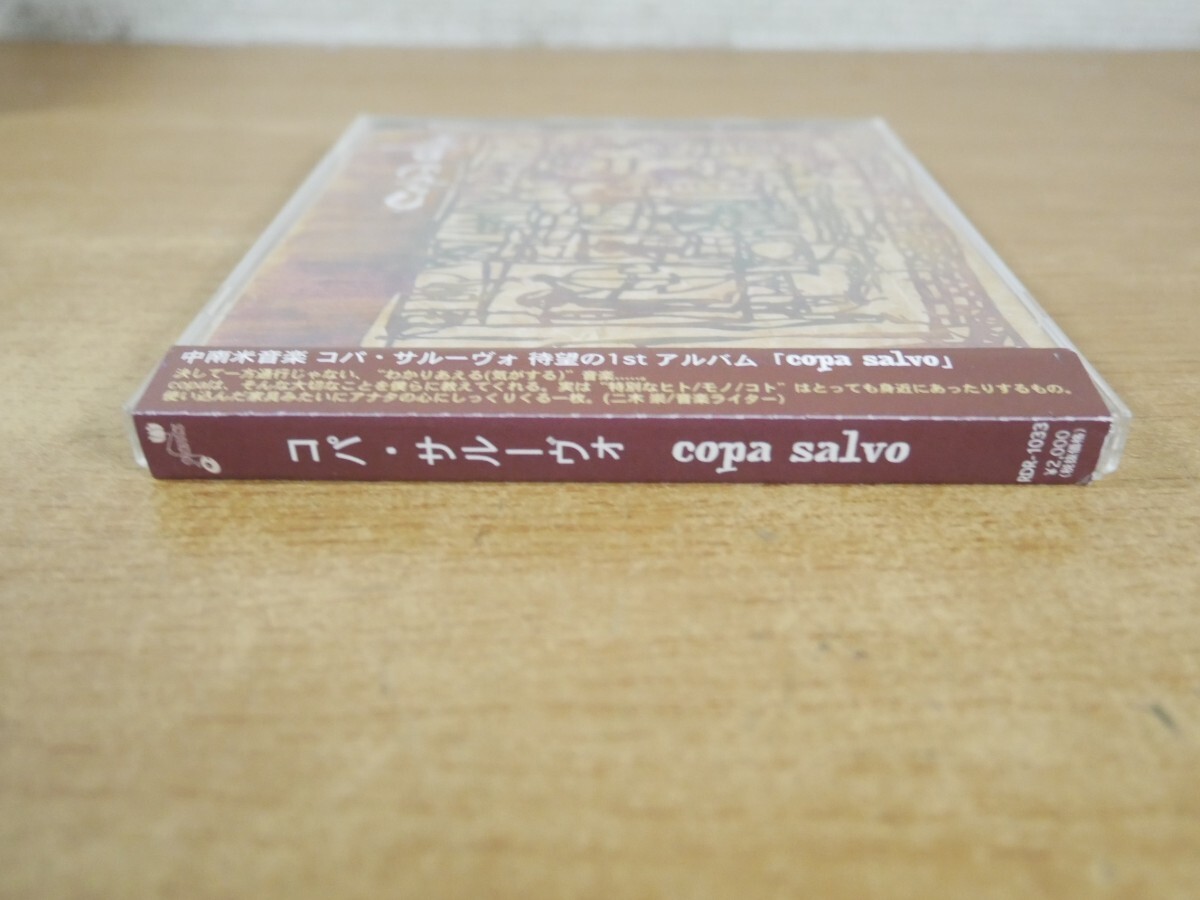 中南米音楽 コパ・サルーヴォ 待望の1st アルバム「copa salvo」
決して一方通行じゃない、“わかりあえる(気がする)”音楽……
copaは、そんな大切なことを僕らに教えてくれる。実は“特別なヒト/モノ/コト”はとっても身近にあったりするもの。
使い込んだ家具みたいにアナタの心にしっくりくる一枚。(二木 崇/音楽ライター)
コパ・サルーヴォ copa salvo
RDR-1033
¥2,000
(税抜価格)